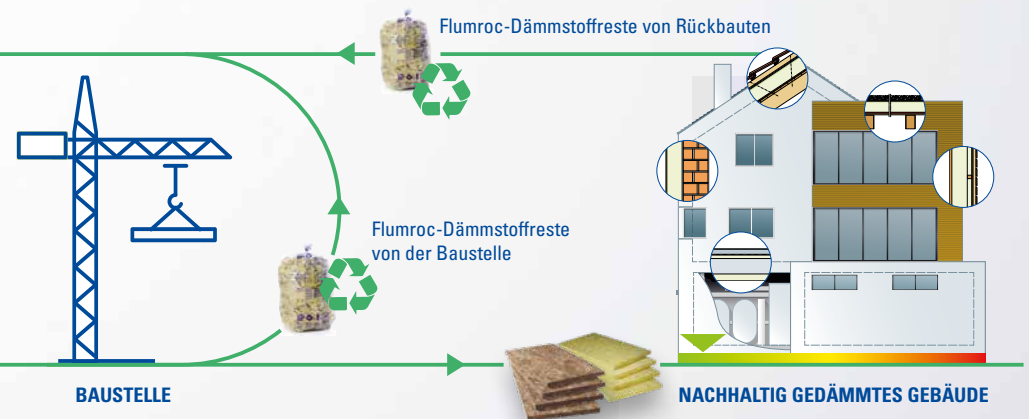 Flumroc-Dämmstoffreste von Rückbauten
Flumroc-Dämmstoffreste
von der Baustelle
BAUSTELLE
NACHHALTIG GEDÄMMTES GEBÄUDE